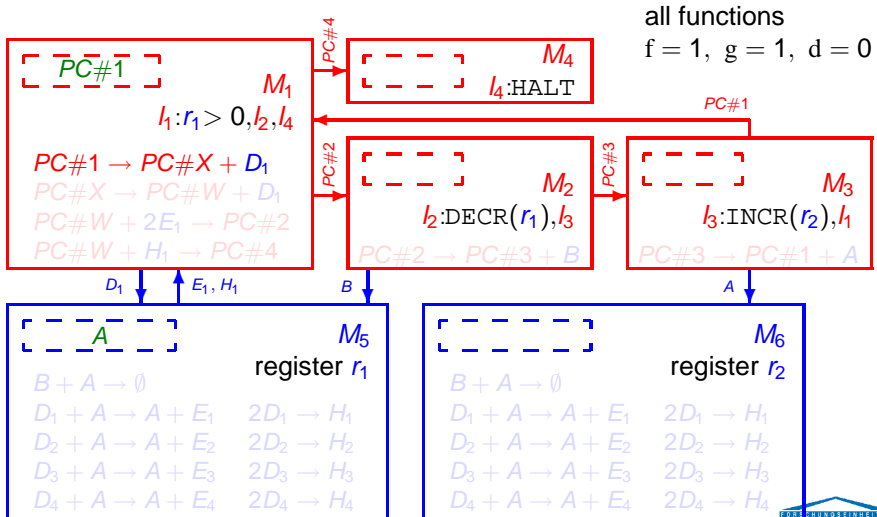 all functions
f = 1, g = 1, d = 0
PC#1
M₁
l₁:r₁> 0,l₂,l₄
PC#1 → PC#X + D₁
PC#X → PC#W + D₁
PC#W + 2E₁ → PC#2
PC#W + H₁ → PC#4
PC#4
M₄
l₄:HALT
PC#1
PC#2
M₂
l₂:DECR(r₁),l₃
PC#2 → PC#3 + B
PC#3
M₃
l₃:INCR(r₂),l₁
PC#3 → PC#1 + A
D₁
E₁, H₁
B
A
A
M₅
register r₁
B + A → ∅
D₁ + A → A + E₁ 2D₁ → H₁
D₂ + A → A + E₂ 2D₂ → H₂
D₃ + A → A + E₃ 2D₃ → H₃
D₄ + A → A + E₄ 2D₄ → H₄
M₆
register r₂
B + A → ∅
D₁ + A → A + E₁ 2D₁ → H₁
D₂ + A → A + E₂ 2D₂ → H₂
D₃ + A → A + E₃ 2D₃ → H₃
D₄ + A → A + E₄ 2D₄ → H₄
FORSCHUNGSEINHEI